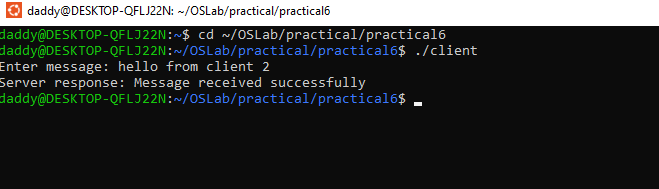 daddy@DESKTOP-QFLJ22N: ~/OSLab/practical/practical6
daddy@DESKTOP-QFLJ22N:~$ cd ~/OSLab/practical/practical6
daddy@DESKTOP-QFLJ22N:~/OSLab/practical/practical6$ ./client
Enter message: hello from client 2
Server response: Message received successfully
daddy@DESKTOP-QFLJ22N:~/OSLab/practical/practical6$